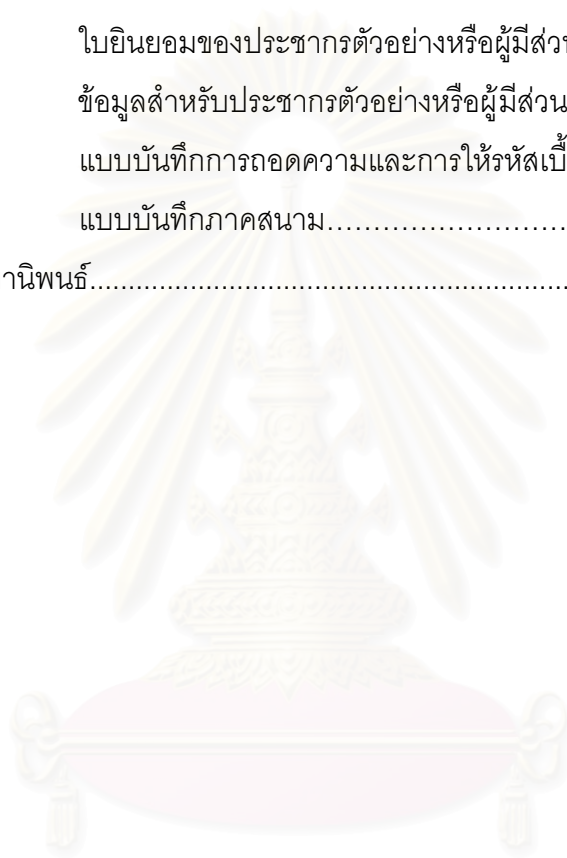 ใบยินยอมของประชากรตัวอย่างหรือผู้มีส่วน
ข้อมูลสำหรับประชากรตัวอย่างหรือผู้มีส่วน
แบบบันทึกการถอดความและการให้รหัสเบื้
แบบบันทึกภาคสนาม............................
านิพนธ์..................................................................